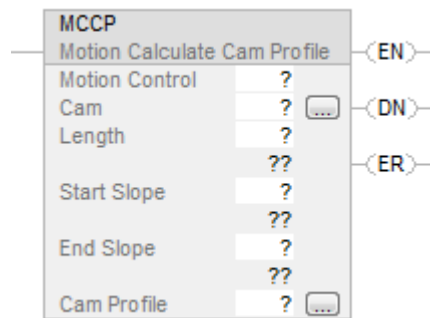 MCCP
Motion Calculate Cam Profile
EN
Motion Control ?
Cam ? ...
DN
Length ?
??
ER
Start Slope ?
??
End Slope ?
??
Cam Profile ? ...